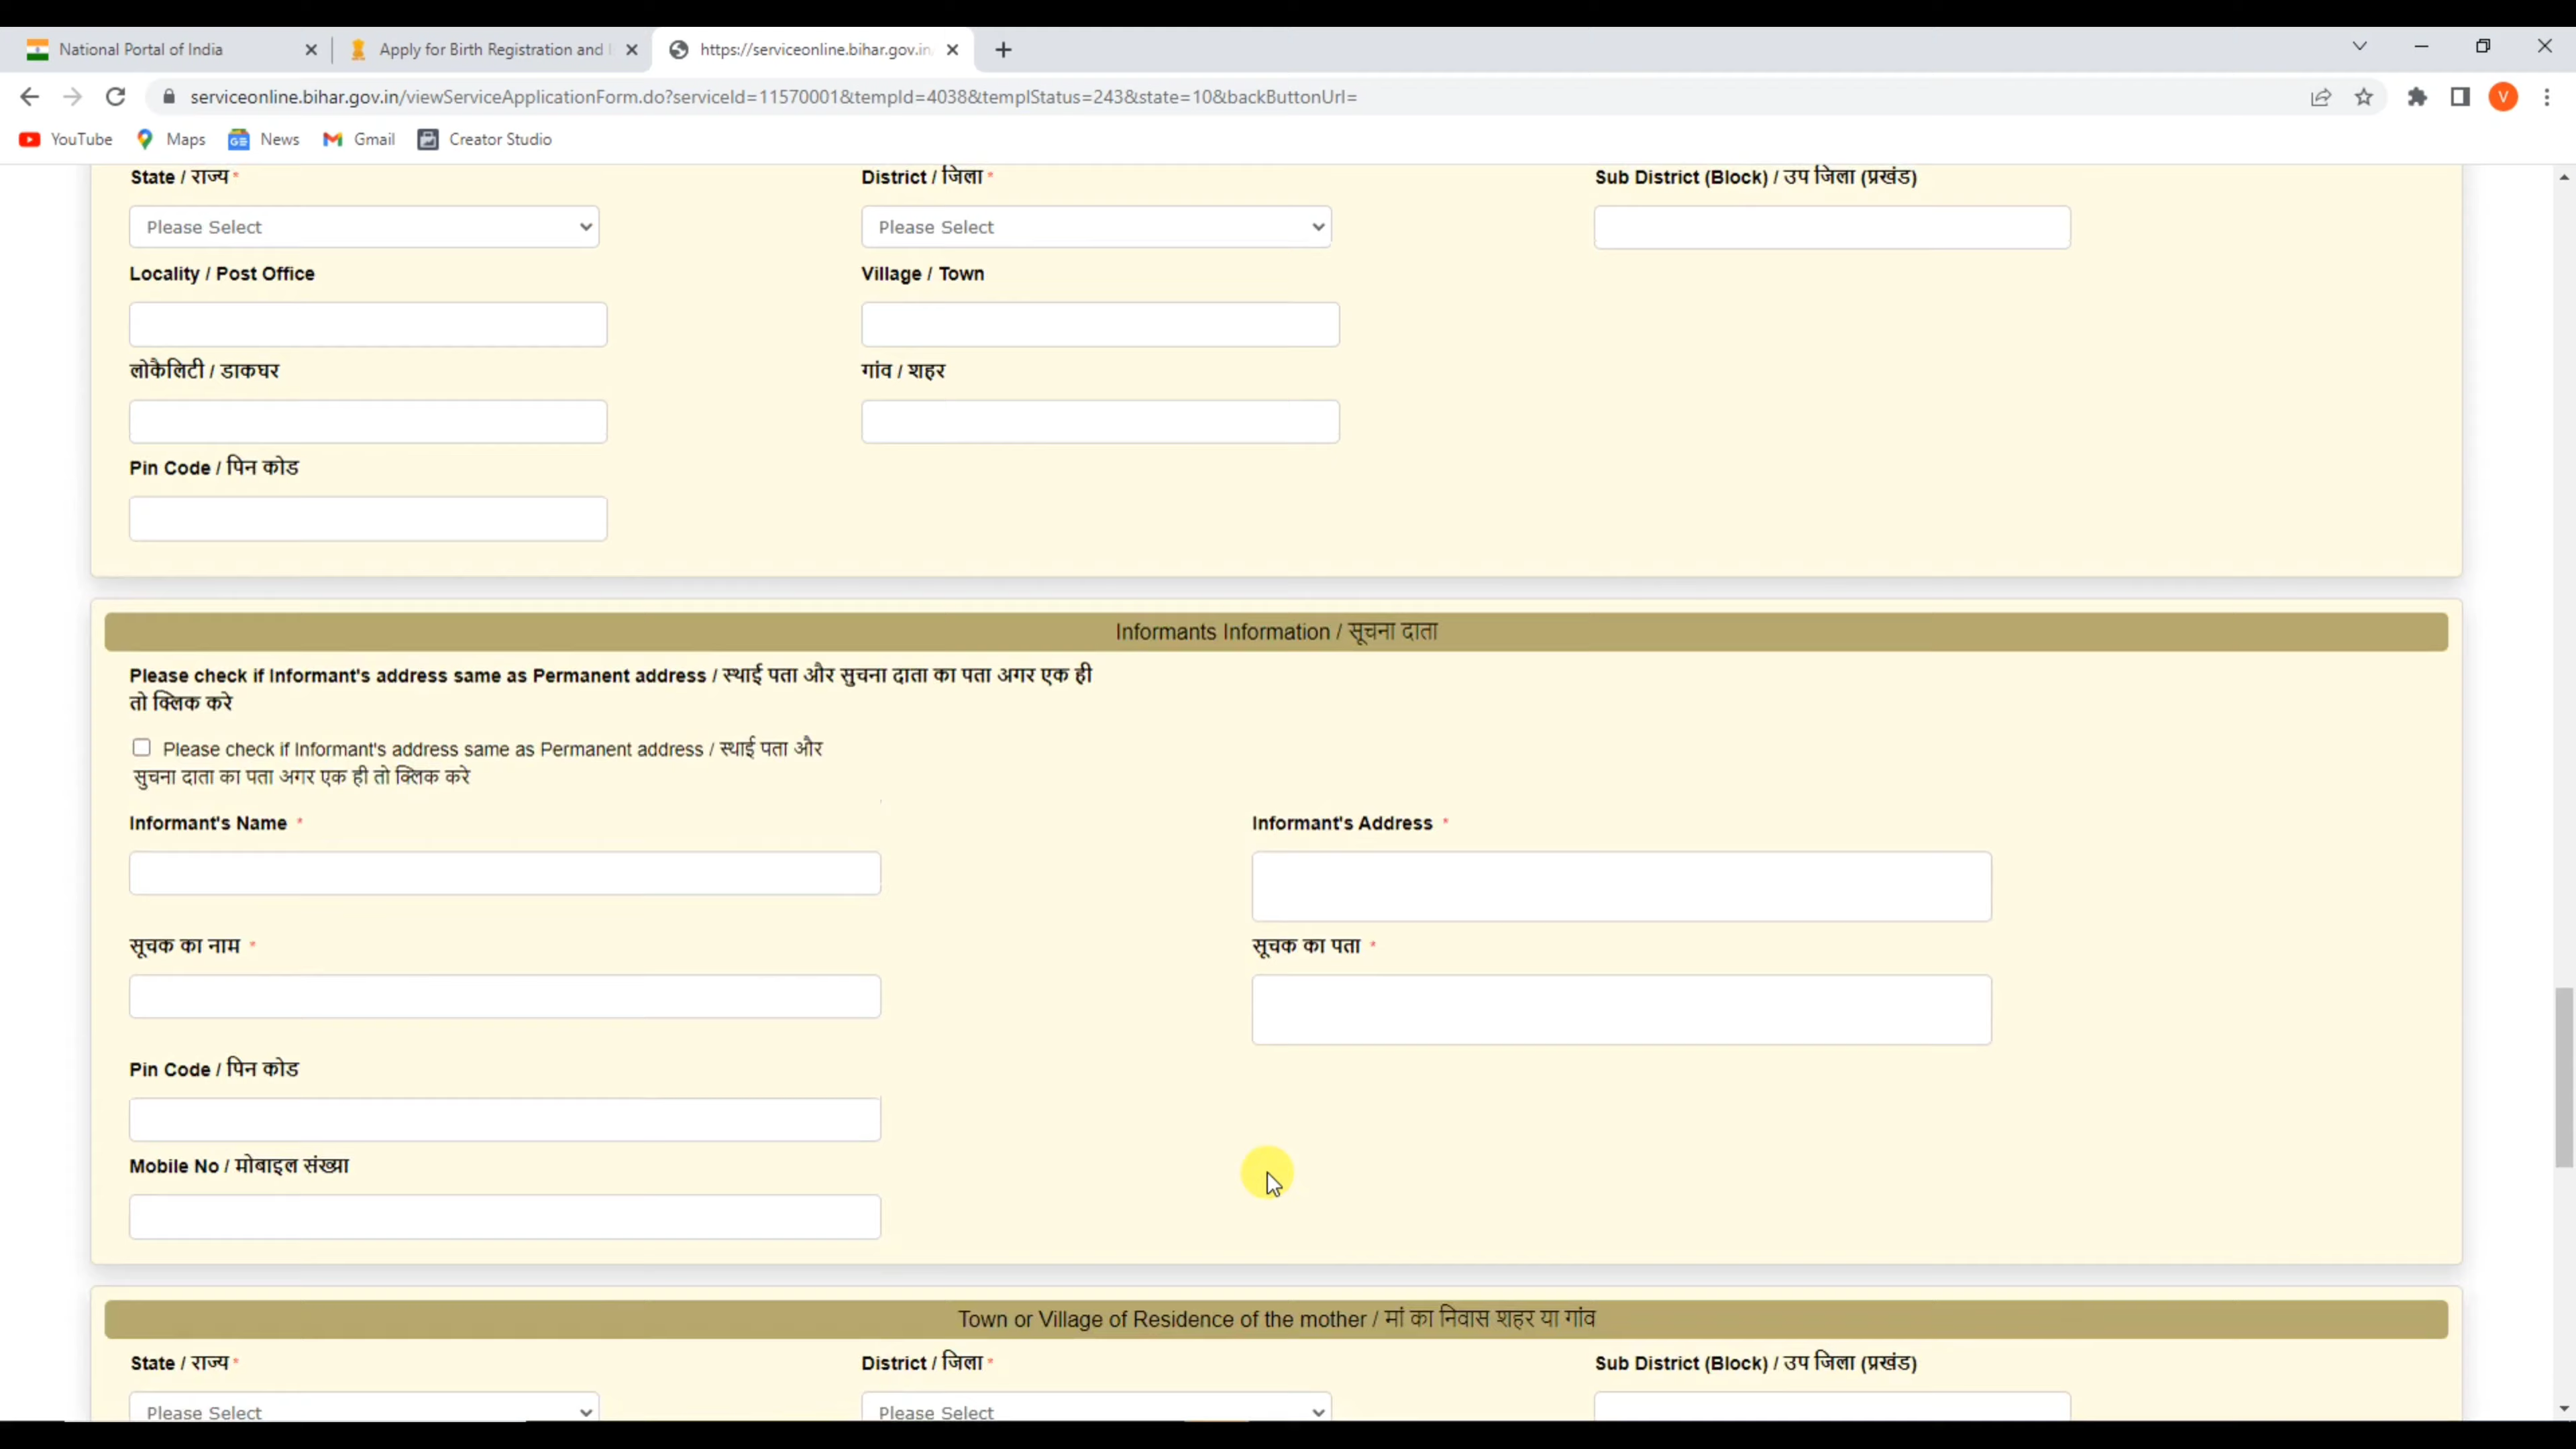 National Portal of India
Apply for Birth Registration and
https://serviceonline.bihar.gov.in
serviceonline.bihar.gov.in/viewServiceApplicationForm.do?serviceId=11570001&tempId=4038&templStatus=243&state=10&backButtonUrl=
V
YouTube Maps News Gmail Creator Studio
State / राज्य * District / जिला * Sub District (Block) / उप जिला (प्रखंड)
Please Select Please Select
Locality / Post Office Village / Town
लोकैलिटी / डाकघर गांव / शहर
Pin Code / पिन कोड
Informants Information / सूचना दाता
Please check if Informant's address same as Permanent address / स्थाई पता और सुचना दाता का पता अगर एक ही
तो क्लिक करे
Please check if Informant's address same as Permanent address / स्थाई पता और
सुचना दाता का पता अगर एक ही तो क्लिक करे
Informant's Name * Informant's Address *
सूचक का नाम * सूचक का पता *
Pin Code / पिन कोड
Mobile No / मोबाइल संख्या
Town or Village of Residence of the mother / मां का निवास शहर या गांव
State / राज्य * District / जिला * Sub District (Block) / उप जिला (प्रखंड)
Please Select Please Select